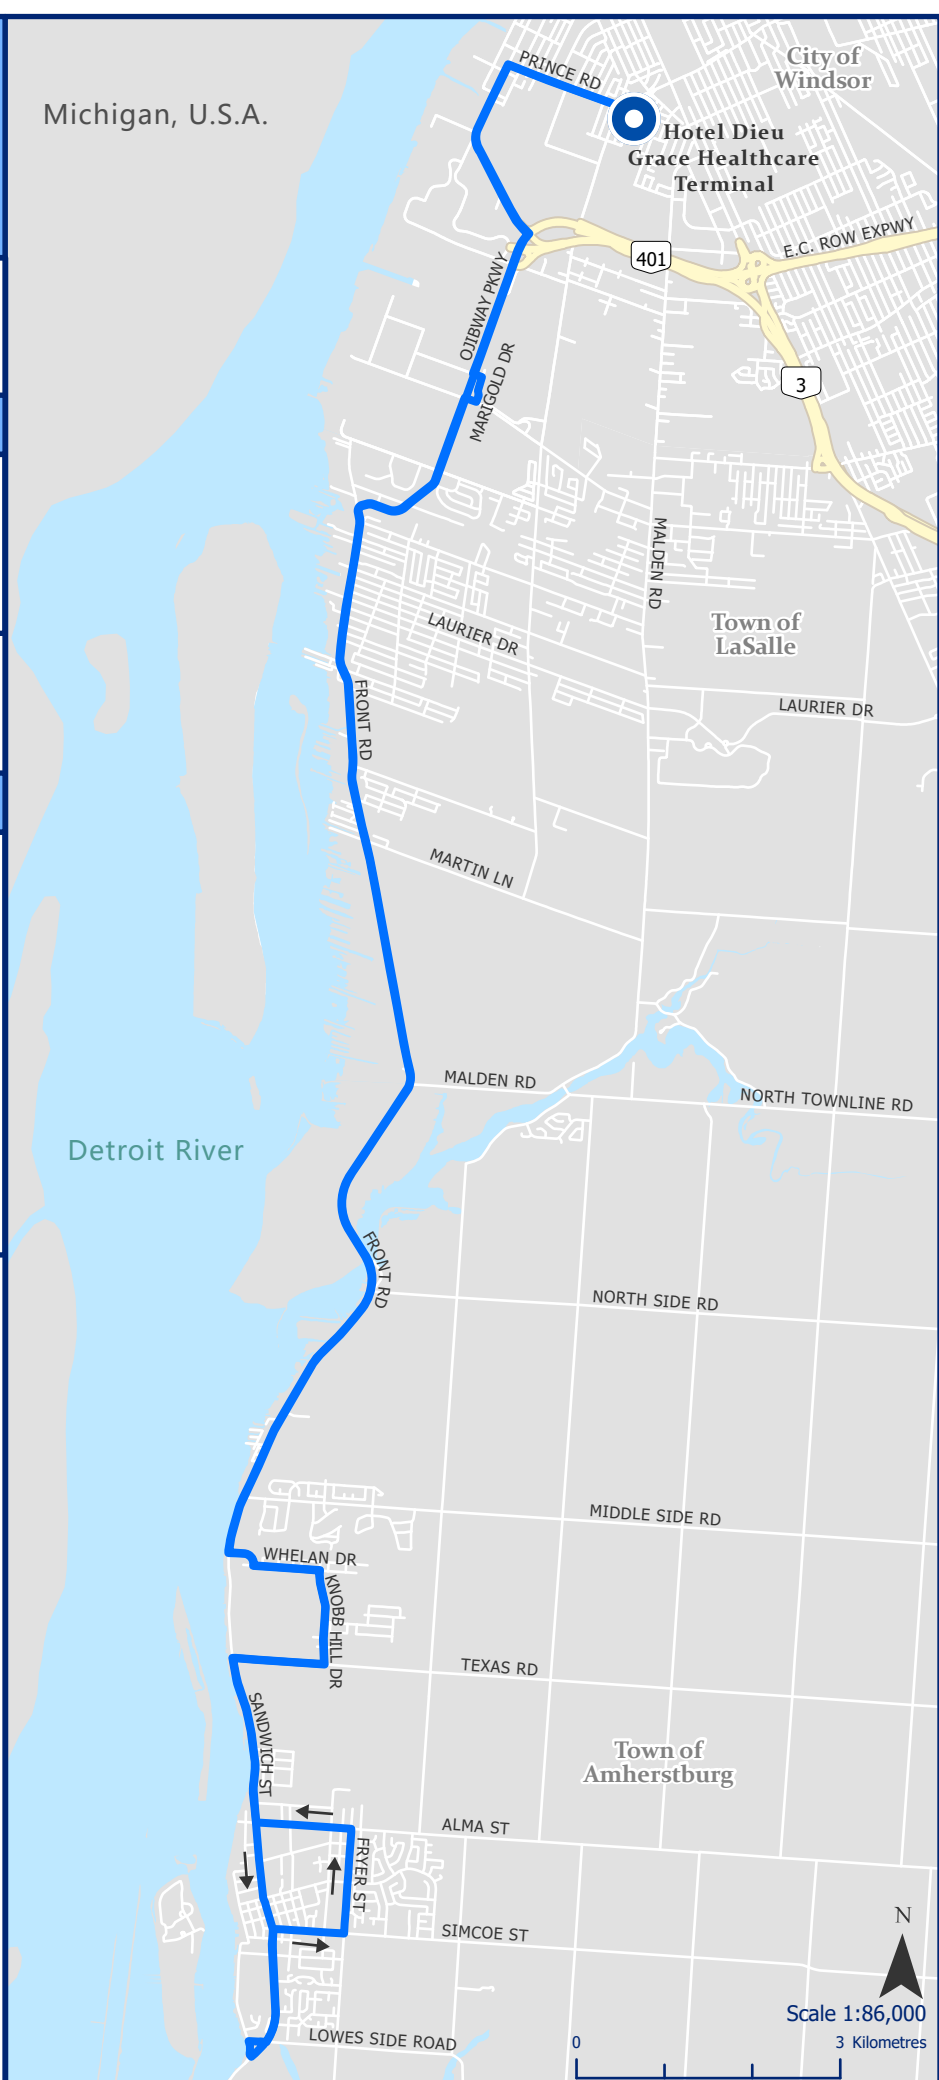 PRINCE RD
City of
Windsor
Michigan, U.S.A.
Hotel Dieu
Grace Healthcare
Terminal
E.C. ROW EXPWY
401
OJIBWAY PKWY
MARIGOLD DR
3
MALDEN RD
LAURIER DR
Town of
LaSalle
FRONT RD
LAURIER DR
MARTIN LN
MALDEN RD
NORTH TOWNLINE RD
Detroit River
FRONT RD
NORTH SIDE RD
MIDDLE SIDE RD
WHELAN DR
KNOBB HILL DR
TEXAS RD
SANDWICH ST
Town of
Amherstburg
ALMA ST
FRYER ST
SIMCOE ST
N
Scale 1:86,000
LOWES SIDE ROAD
0 3 Kilometres